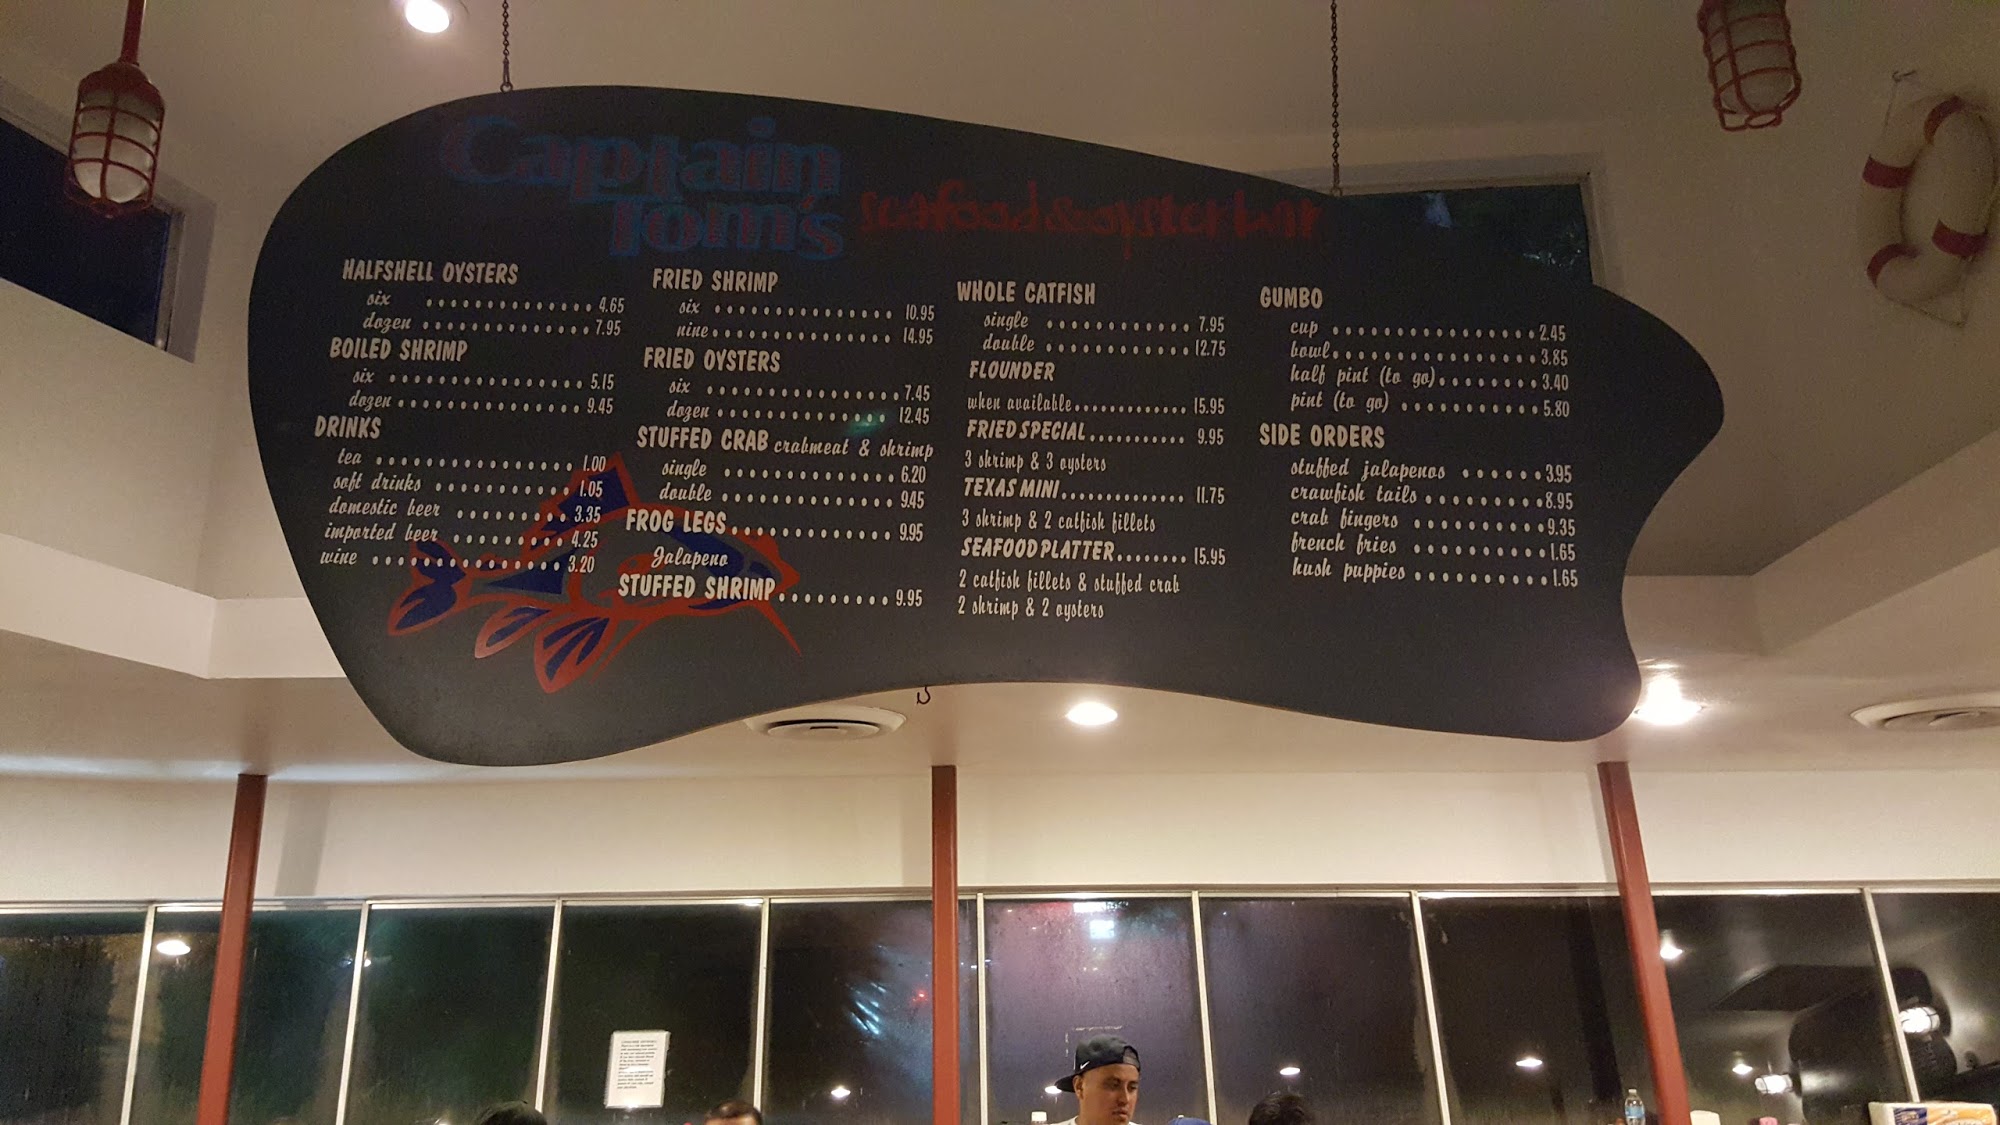 Captain
Tom's seafood & oyster bar
HALFSHELL OYSTERS
six .............. 4.65
dozen .............. 7.95
BOILED SHRIMP
six ................ 5.15
dozen ................ 9.45
DRINKS
tea ................ 1.00
soft drinks ........... 1.05
domestic beer ......... 3.35
imported beer ......... 4.25
wine ................ 3.20
FRIED SHRIMP
six ............... 10.95
nine ............... 14.95
FRIED OYSTERS
six ................ 7.45
dozen .............. 12.45
STUFFED CRAB crabmeat & shrimp
single .............. 6.20
double .............. 9.45
FROG LEGS ............. 9.95
Jalapeno
STUFFED SHRIMP ......... 9.95
WHOLE CATFISH
single ............ 7.95
double ............ 12.75
FLOUNDER
when available ............ 15.95
FRIED SPECIAL .......... 9.95
3 shrimp & 3 oysters
TEXAS MINI ............ 11.75
3 shrimp & 2 catfish fillets
SEAFOOD PLATTER ........ 15.95
2 catfish fillets & stuffed crab
2 shrimp & 2 oysters
GUMBO
cup ................. 2.45
bowl ................. 3.85
half pint (to go) ........ 3.40
pint (to go) ........... 5.80
SIDE ORDERS
stuffed jalapenos ...... 3.95
crawfish tails .......... 8.95
crab fingers ........... 9.35
french fries ........... 1.65
hush puppies ........... 1.65